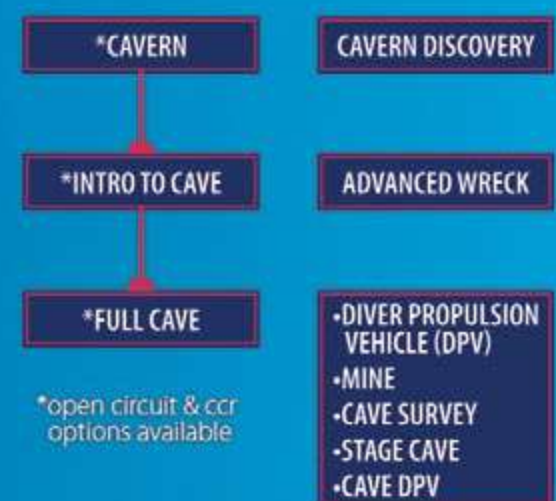 *CAVERN
CAVERN DISCOVERY
*INTRO TO CAVE
ADVANCED WRECK
*FULL CAVE
*open circuit & ccr
options available
•DIVER PROPULSION
VEHICLE (DPV)
•MINE
•CAVE SURVEY
•STAGE CAVE
•CAVE DPV